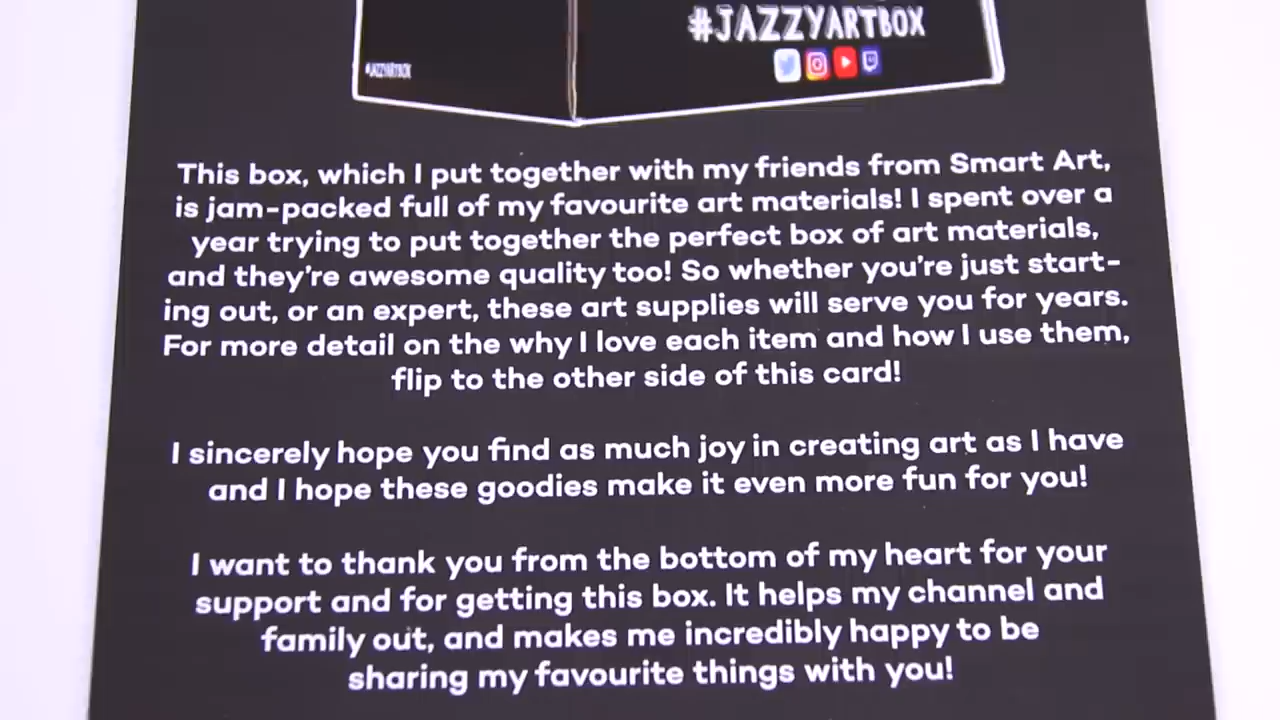 #JAZZYARTBOX
#JAZZYARTBOX
This box, which I put together with my friends from Smart Art,
is jam-packed full of my favourite art materials! I spent over a
year trying to put together the perfect box of art materials,
and they're awesome quality too! So whether you're just start-
ing out, or an expert, these art supplies will serve you for years.
For more detail on the why I love each item and how I use them,
flip to the other side of this card!
I sincerely hope you find as much joy in creating art as I have
and I hope these goodies make it even more fun for you!
I want to thank you from the bottom of my heart for your
support and for getting this box. It helps my channel and
family out, and makes me incredibly happy to be
sharing my favourite things with you!